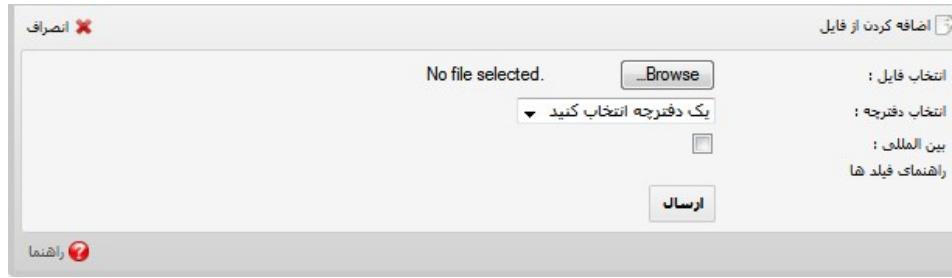 اضافه کردن از فایل انصراف
انتخاب فایل : Browse... No file selected.
انتخاب دفترچه : یک دفترچه انتخاب کنید
بین المللی :
راهنمای فیلد ها
ارسال
راهنما